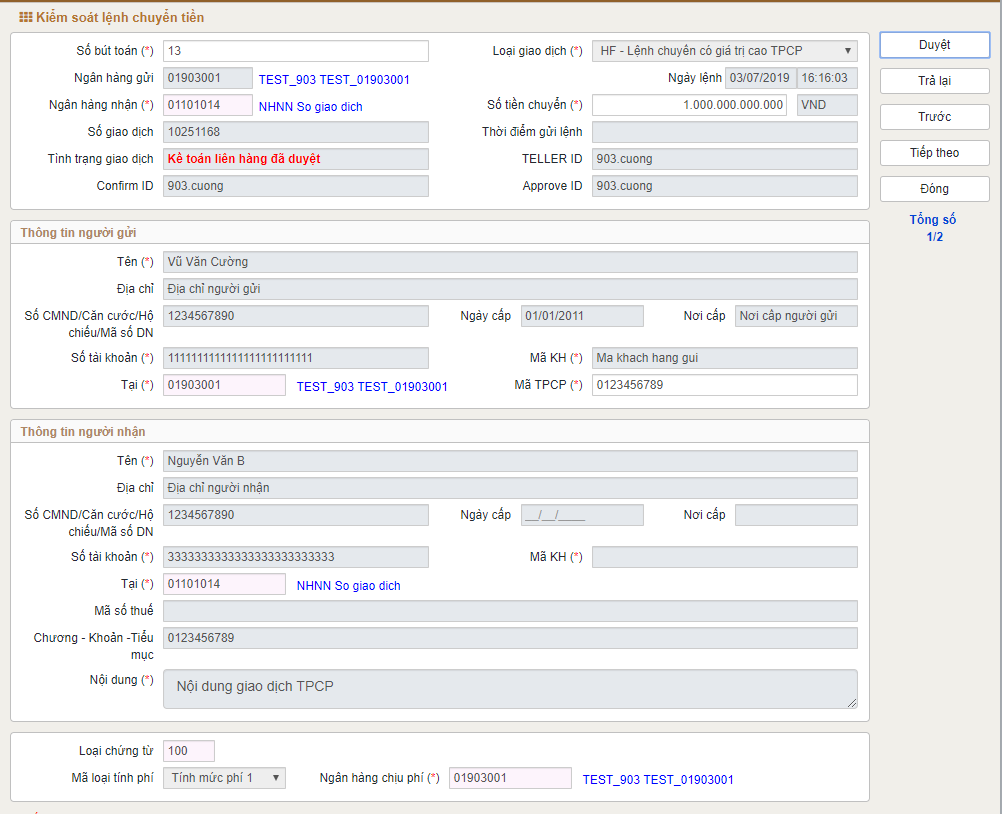 Kiểm soát lệnh chuyển tiền
Số bút toán (*) 13 Loại giao dịch (*) HF - Lệnh chuyển có giá trị cao TPCP Duyệt
Ngân hàng gửi 01903001 TEST_903 TEST_01903001 Ngày lệnh 03/07/2019 16:16:03 Trả lại
Ngân hàng nhận (*) 01101014 NHNN So giao dich Số tiền chuyển (*) 1.000.000.000.000 VND Trước
Số giao dịch 10251168 Thời điểm gửi lệnh
Tình trạng giao dịch Kế toán liên hàng đã duyệt TELLER ID 903.cuong Tiếp theo
Confirm ID 903.cuong Approve ID 903.cuong Đóng
Tổng số
1/2
Thông tin người gửi
Tên (*) Vũ Văn Cường
Địa chỉ Địa chỉ người gửi
Số CMND/Căn cước/Hộ 1234567890 Ngày cấp 01/01/2011 Nơi cấp Nơi cấp người gửi
chiếu/Mã số DN
Số tài khoản (*) Mã KH (*) Ma khach hang gui
Tại (*) 01903001 TEST_903 TEST_01903001 Mã TPCP (*) 0123456789
Thông tin người nhận
Tên (*) Nguyễn Văn B
Địa chỉ Địa chỉ người nhận
Số CMND/Căn cước/Hộ 1234567890 Ngày cấp __/__/____ Nơi cấp
chiếu/Mã số DN
Số tài khoản (*) Mã KH (*)
Tại (*) 01101014 NHNN So giao dich
Mã số thuế
Chương - Khoản -Tiểu 0123456789
mục
Nội dung (*) Nội dung giao dịch TPCP
Loại chứng từ 100
Mã loại tính phí Tính mức phí 1 Ngân hàng chịu phí (*) 01903001 TEST_903 TEST_01903001